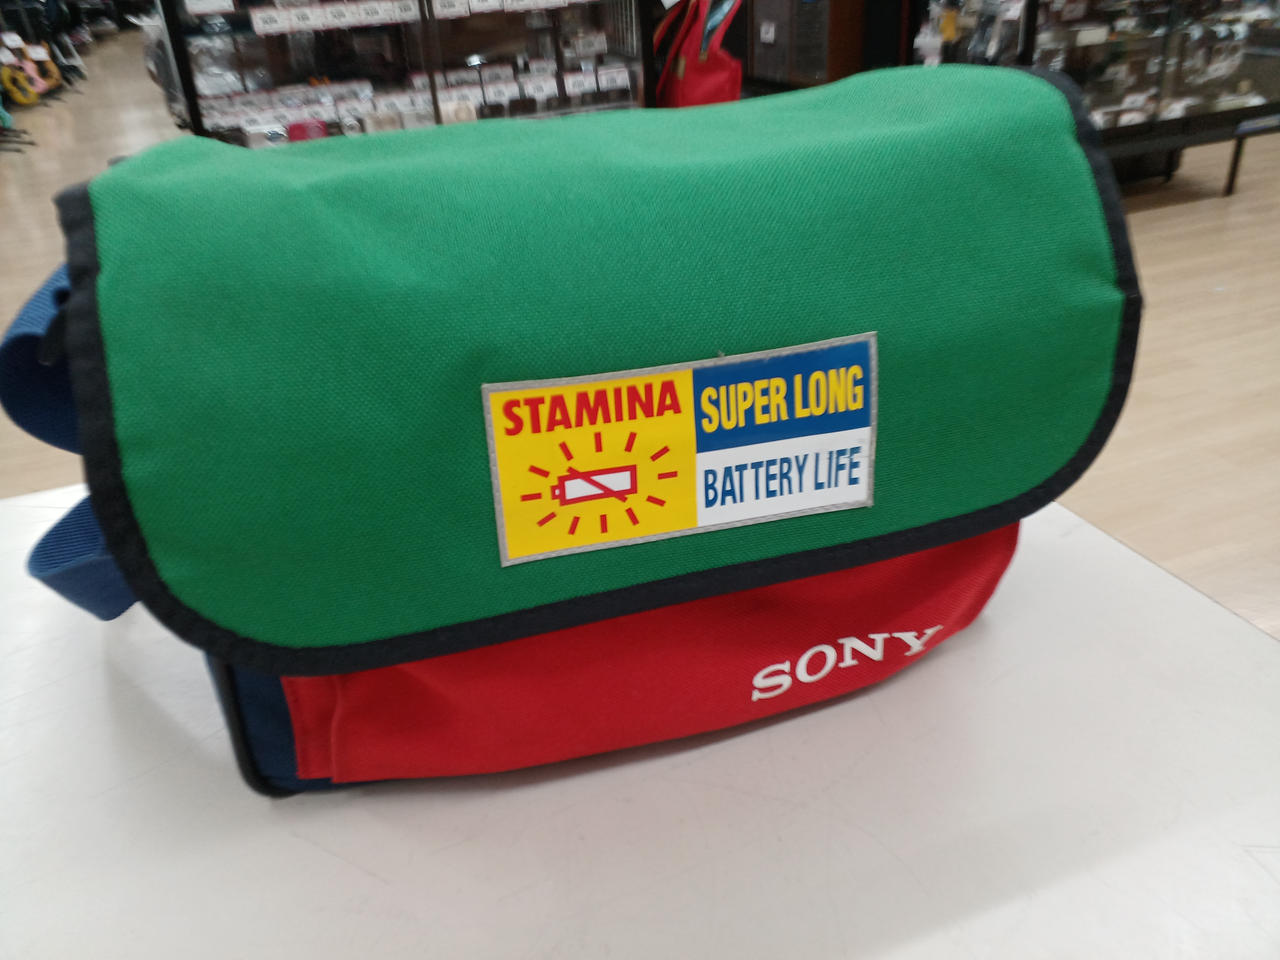 STAMINA
SUPER LONG
BATTERY LIFE
SONY